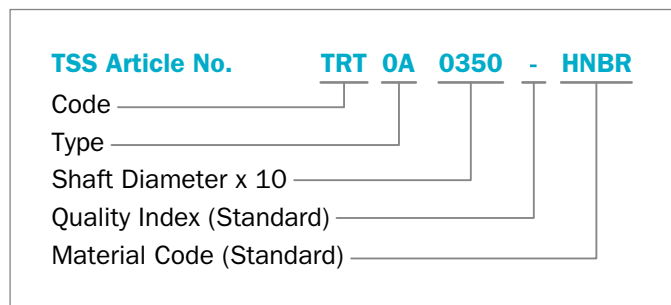 TSS Article No. TRT 0A 0350 - HNBR
Code
Type
Shaft Diameter x 10
Quality Index (Standard)
Material Code (Standard)